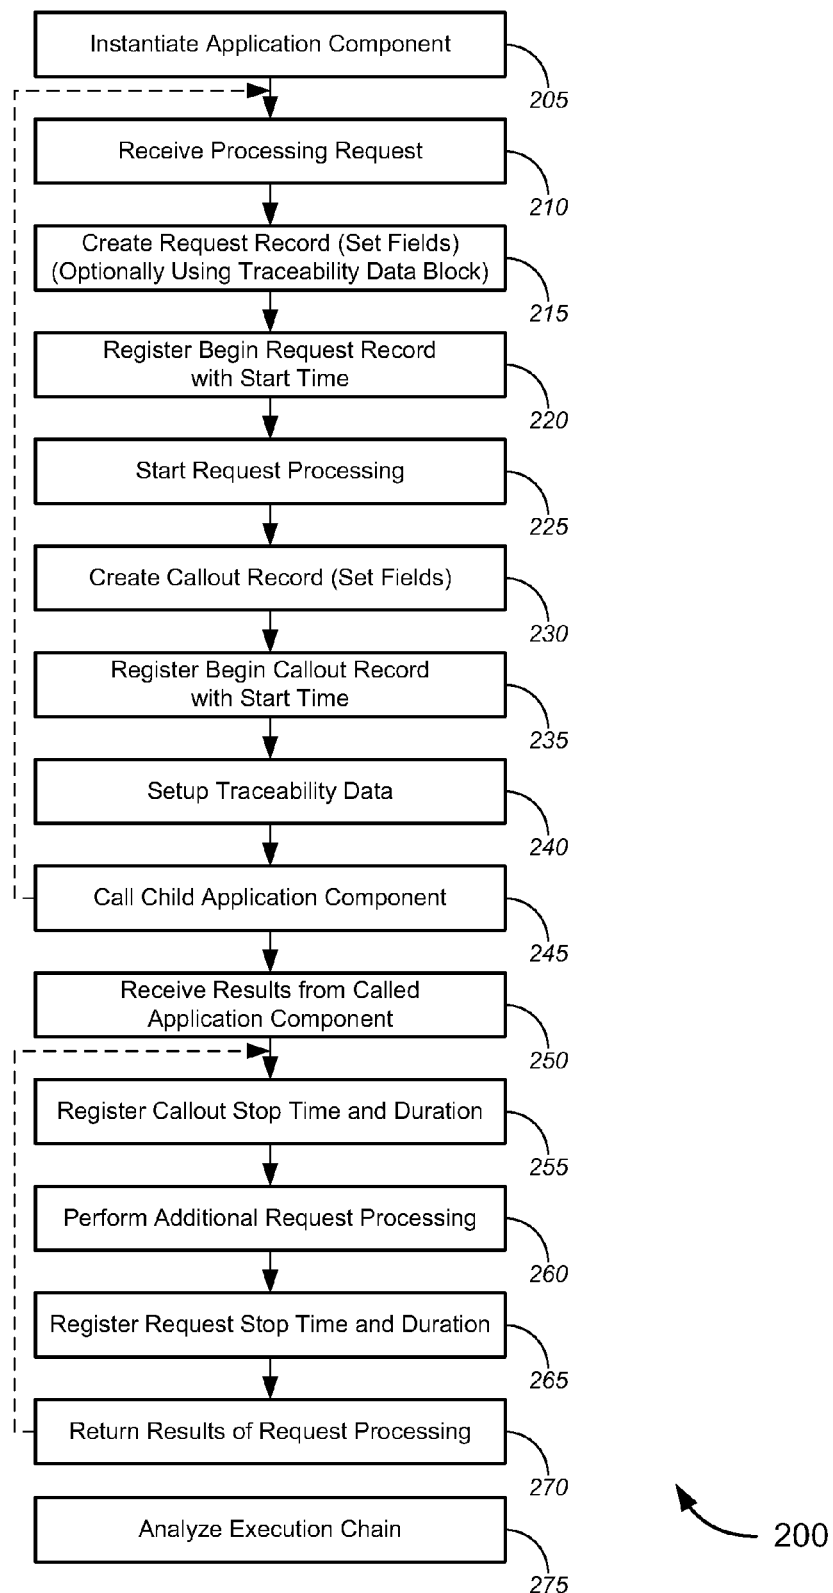 Instantiate Application Component
205
Receive Processing Request
210
Create Request Record (Set Fields)
(Optionally Using Traceability Data Block)
215
Register Begin Request Record
with Start Time
220
Start Request Processing
225
Create Callout Record (Set Fields)
230
Register Begin Callout Record
with Start Time
235
Setup Traceability Data
240
Call Child Application Component
245
Receive Results from Called
Application Component
250
Register Callout Stop Time and Duration
255
Perform Additional Request Processing
260
Register Request Stop Time and Duration
265
Return Results of Request Processing
270
Analyze Execution Chain
275
200